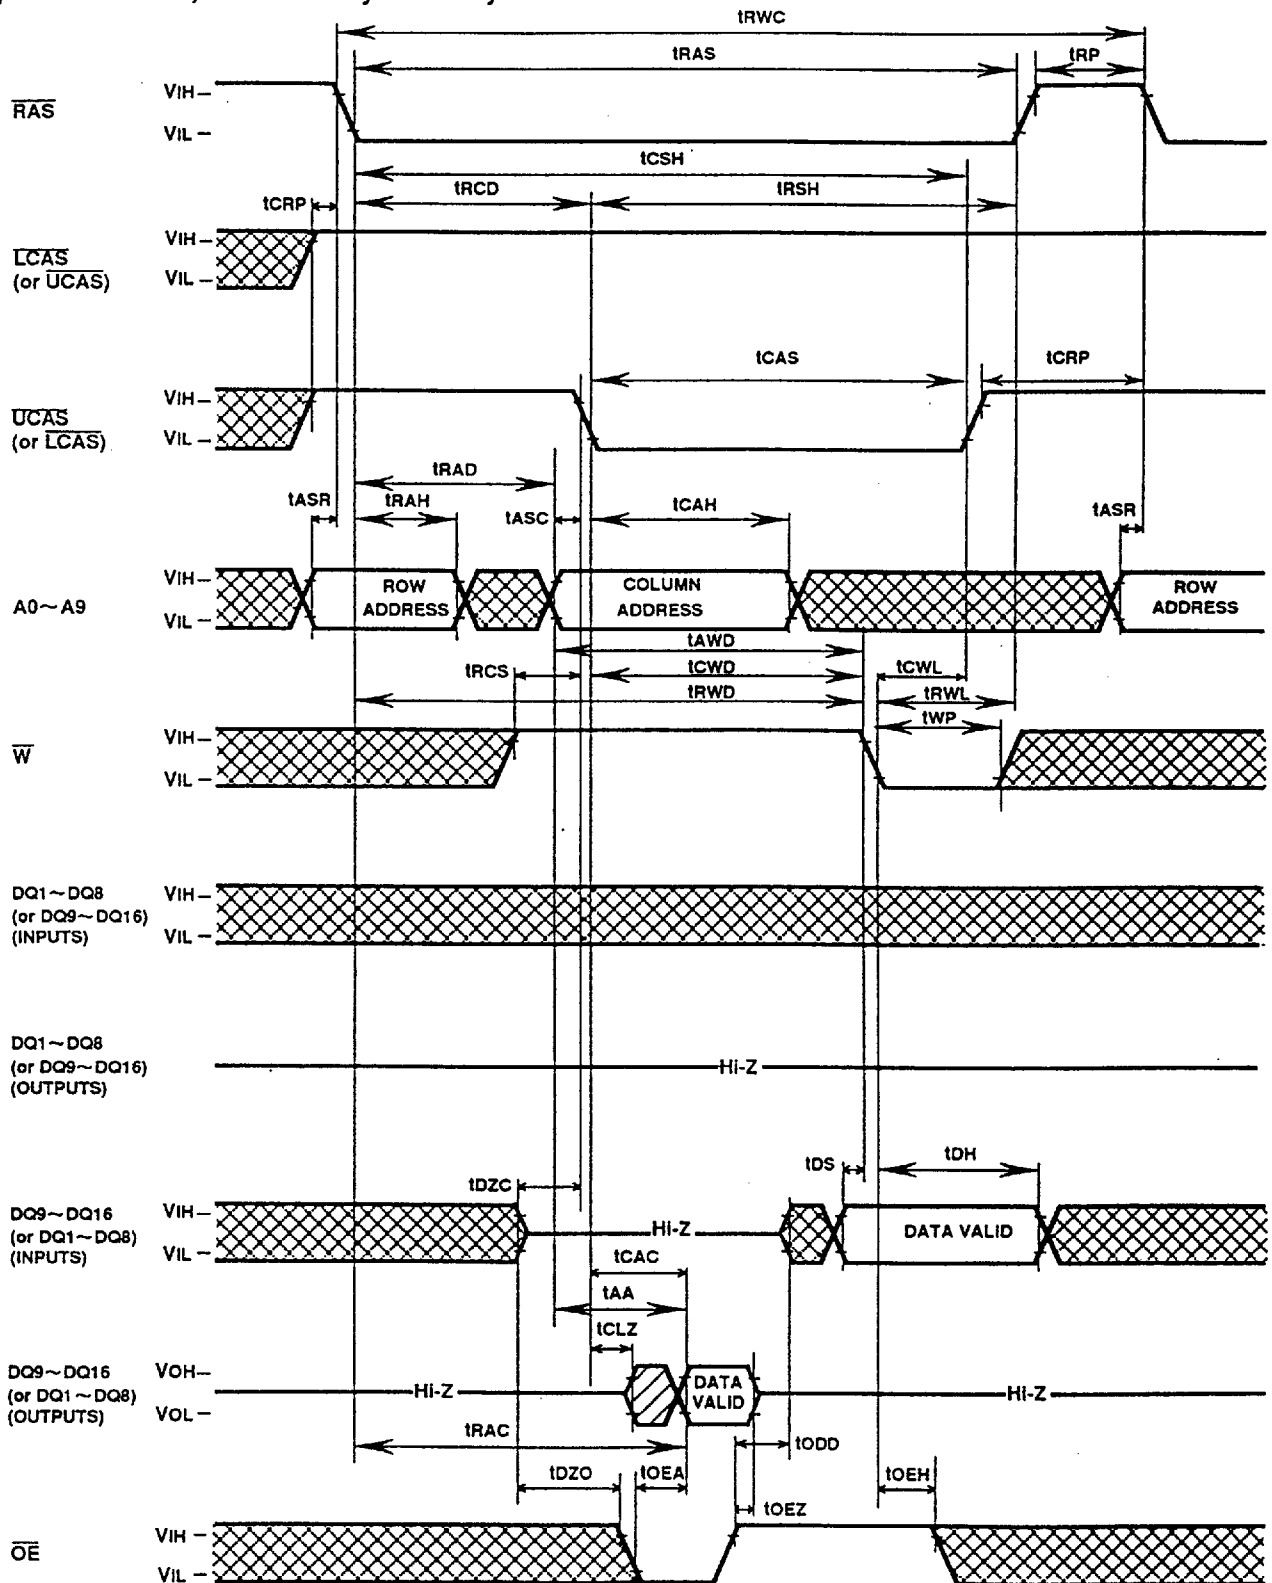 tRWC
tRAS
tRP
RAS
VIH
VIL
tCSH
tRCD
tRSH
tCRP
LCAS
(or UCAS)
VIH
VIL
tCAS
tCRP
UCAS
(or LCAS)
VIH
VIL
tRAD
tASR
tRAH
tASC
tCAH
tASR
A0~A9
VIH
VIL
ROW
ADDRESS
COLUMN
ADDRESS
ROW
ADDRESS
tAWD
tRCS
tCWD
tCWL
tRWD
tRWL
tWP
W
VIH
VIL
DQ1~DQ8
(or DQ9~DQ16)
(INPUTS)
VIH
VIL
DQ1~DQ8
(or DQ9~DQ16)
(OUTPUTS)
Hi-Z
tDS
tDH
tDZC
DQ9~DQ16
(or DQ1~DQ8)
(INPUTS)
VIH
VIL
Hi-Z
DATA VALID
tCAC
tAA
tCLZ
DQ9~DQ16
(or DQ1~DQ8)
(OUTPUTS)
VOH
VOL
Hi-Z
DATA
VALID
Hi-Z
tRAC
tODD
tDZO
tOEA
tOEH
tOEZ
OE
VIH
VIL